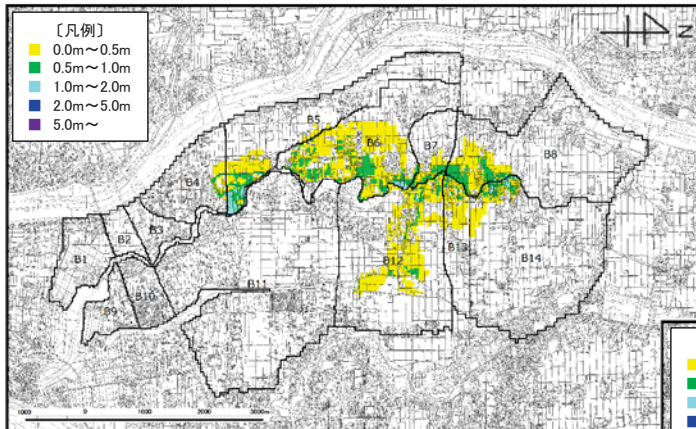 〔凡例〕
0.0m～0.5m
0.5m～1.0m
1.0m～2.0m
2.0m～5.0m
5.0m～
N
B5
B6
B7
B8
B4
B3
B2
B1
B9
B10
B11
B12
B13
B14
1000 0 1000 2000 3000m